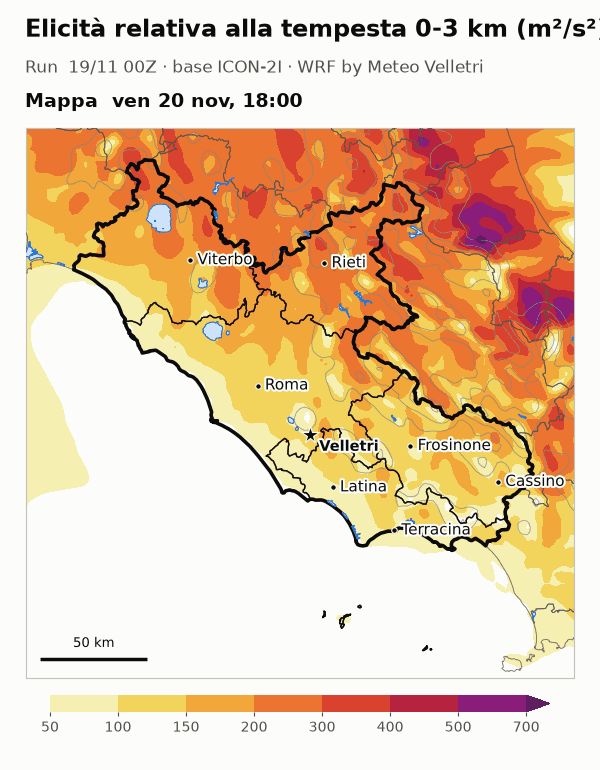 Elicità relativa alla tempesta 0-3 km (m²/s²)
Run 19/11 00Z · base ICON-2I · WRF by Meteo Velletri
Mappa ven 20 nov, 18:00
Viterbo
Rieti
Roma
Velletri
Frosinone
Cassino
Latina
Terracina
50 km
50 100 150 200 300 400 500 700